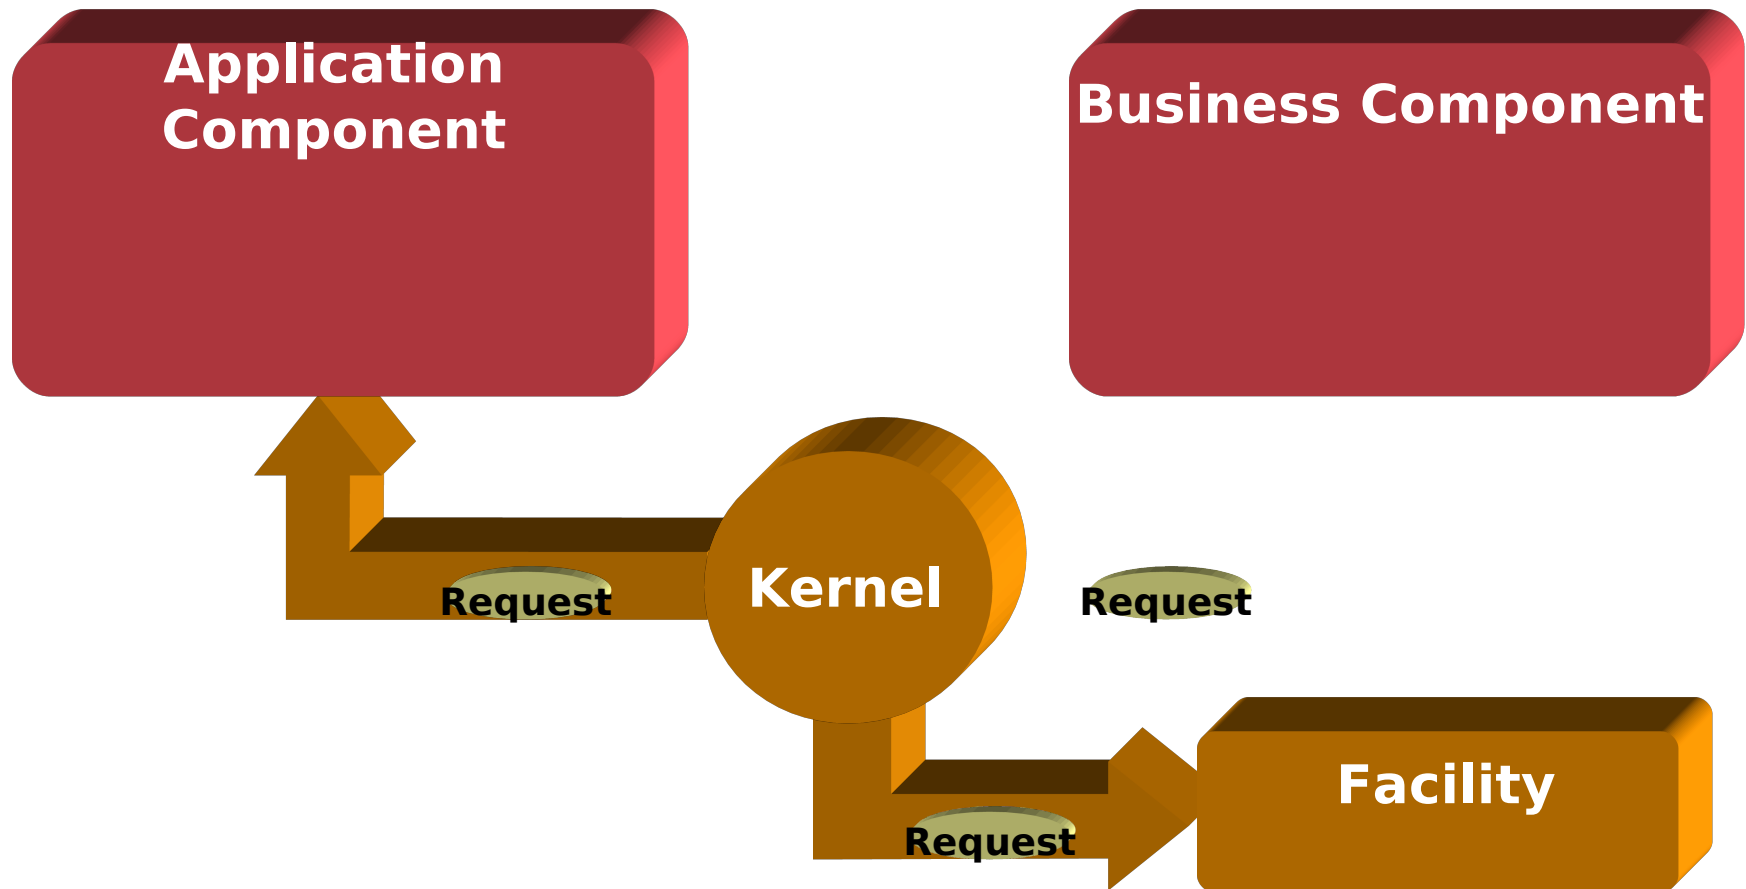 Application
Component
Business Component
Kernel
Request
Request
Facility
Request